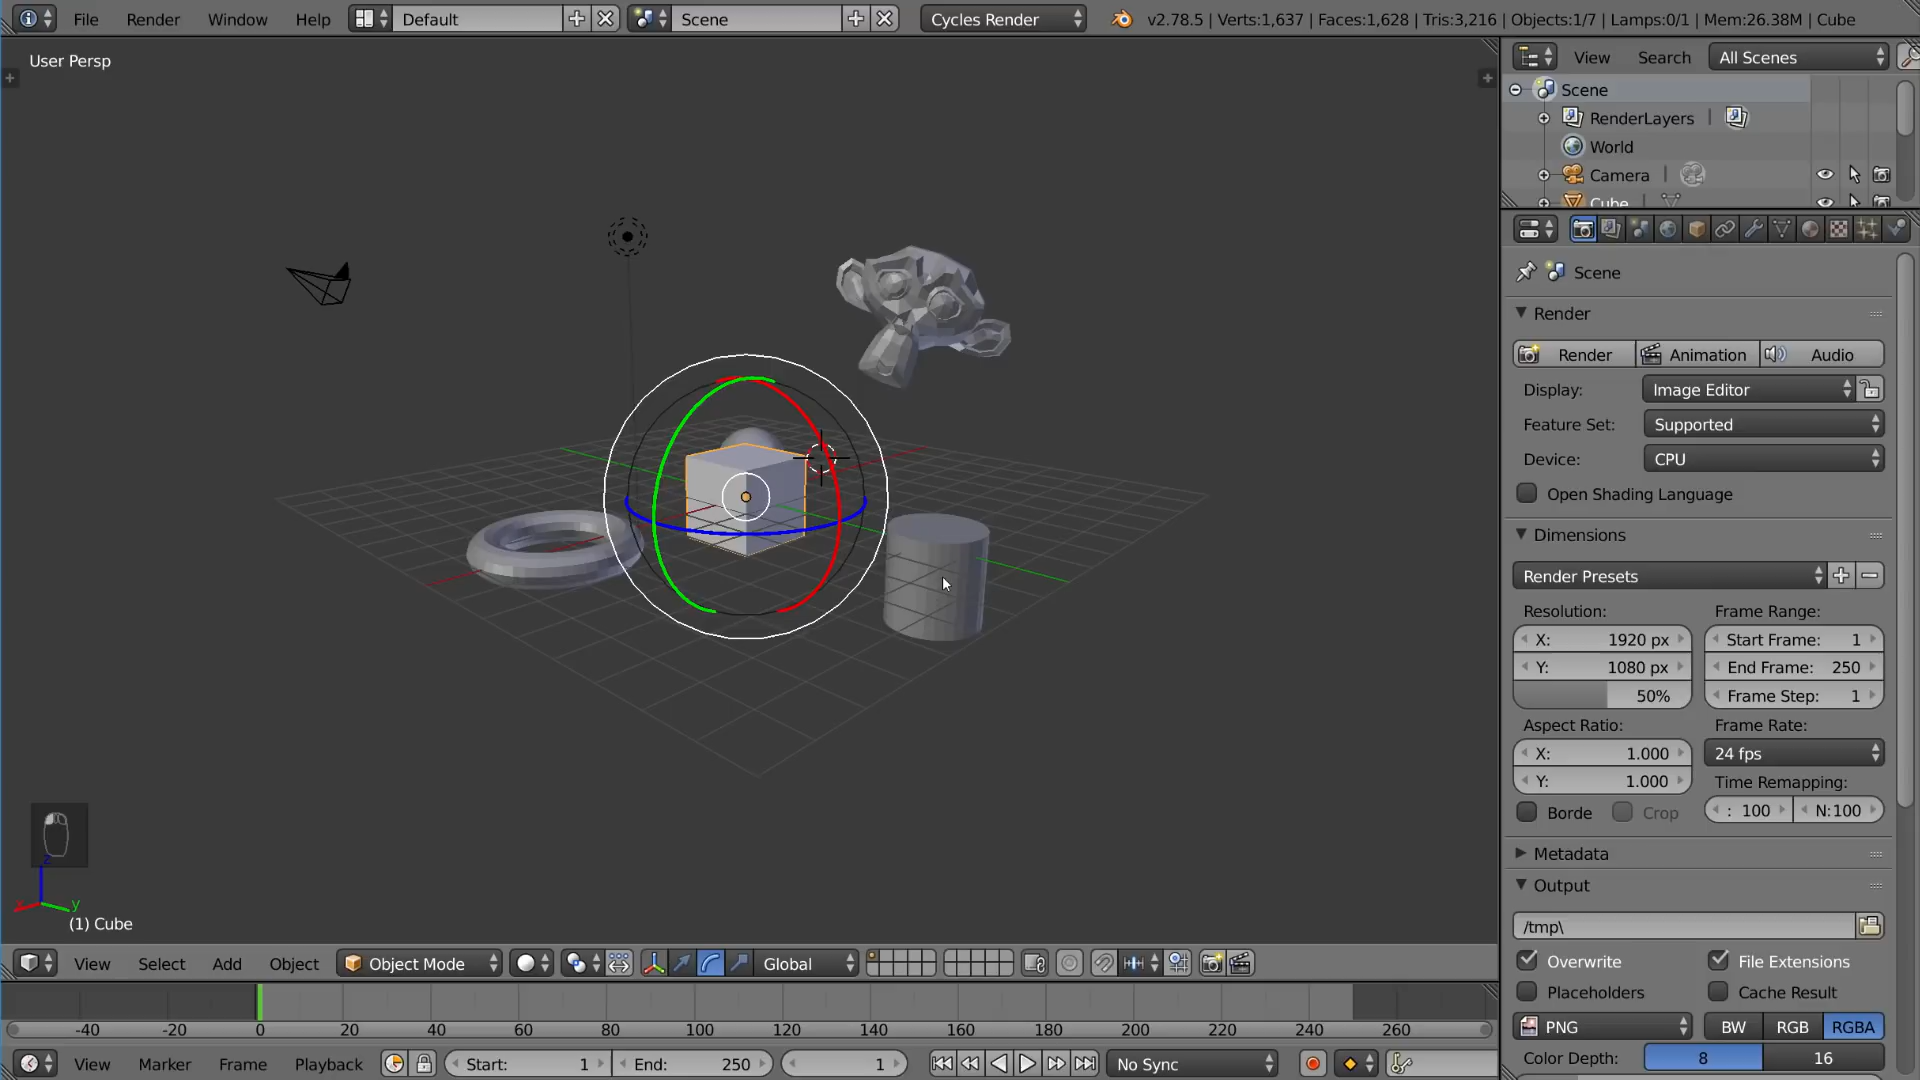 File Render Window Help Default Scene Cycles Render v2.78.5 | Verts:1,637 | Faces:1,628 | Tris:3,216 | Objects:1/7 | Lamps:0/1 | Mem:26.38M | Cube
User Persp
View Search All Scenes
Scene
RenderLayers
World
Camera
Cube
Scene
Render
Render Animation Audio
Display: Image Editor
Feature Set: Supported
Device: CPU
Open Shading Language
Dimensions
Render Presets
Resolution: Frame Range:
X: 1920 px Start Frame: 1
Y: 1080 px End Frame: 250
50% Frame Step: 1
Aspect Ratio: Frame Rate:
X: 1.000 24 fps
Y: 1.000 Time Remapping:
Borde Crop : 100 N:100
Metadata
Output
/tmp\
Overwrite File Extensions
Placeholders Cache Result
PNG BW RGB RGBA
Color Depth: 8 16
z
x y
(1) Cube
View Select Add Object Object Mode Global
-40 -20 0 20 40 60 80 100 120 140 160 180 200 220 240 260
View Marker Frame Playback Start: 1 End: 250 1 No Sync